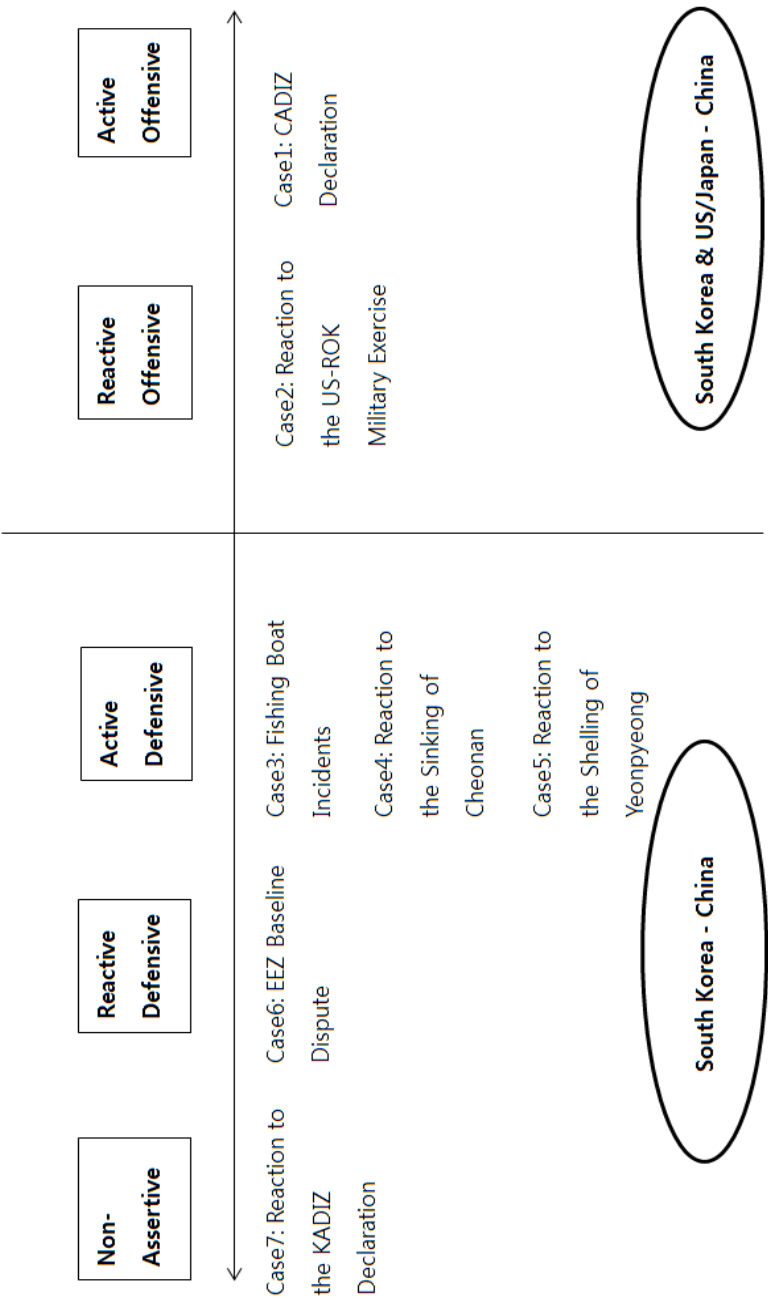 Non-
Assertive
Reactive
Defensive
Active
Defensive
Reactive
Offensive
Active
Offensive
Case7: Reaction to
the KADIZ
Declaration
Case6: EEZ Baseline
Dispute
Case3: Fishing Boat
Incidents
Case4: Reaction to
the Sinking of
Cheonan
Case5: Reaction to
the Shelling of
Yeonpyeong
Case2: Reaction to
the US-ROK
Military Exercise
Case1: CADIZ
Declaration
South Korea - China
South Korea & US/Japan - China